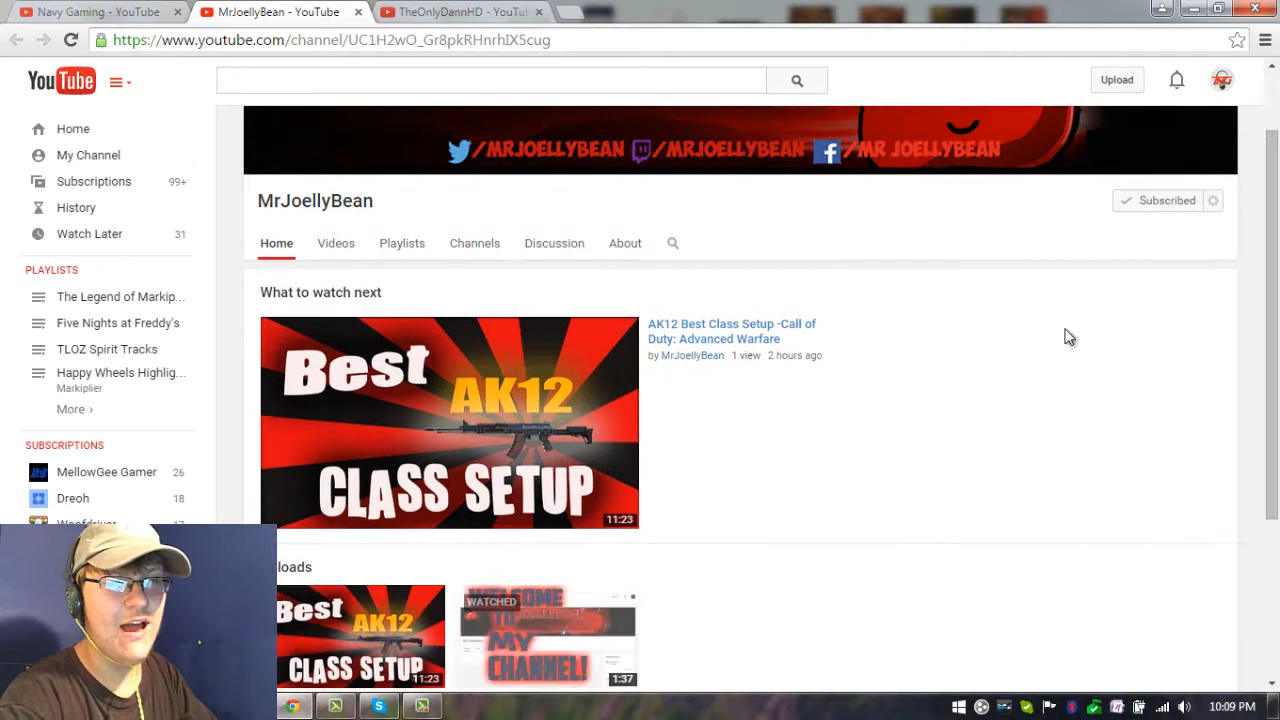 Navy Gaming - YouTube
MrJoellyBean - YouTube
TheOnlyDannHD - YouTu
https://www.youtube.com/channel/UC1H2wO_Gr8pkRHnrhIX5cug
YouTube
Upload
Home
My Channel
Subscriptions 99+
History
Watch Later 31
PLAYLISTS
The Legend of Markip...
Five Nights at Freddy's
TLOZ Spirit Tracks
Happy Wheels Highlig...
Markiplier
More ›
SUBSCRIPTIONS
MellowGee Gamer 26
Dreoh 18
/MRJOELLYBEAN /MRJOELLYBEAN /MR JOELLYBEAN
MrJoellyBean
Subscribed
Home Videos Playlists Channels Discussion About
What to watch next
Best
AK12
CLASS SETUP
11:23
AK12 Best Class Setup -Call of
Duty: Advanced Warfare
by MrJoellyBean 1 view 2 hours ago
loads
Best
AK12
CLASS SETUP
11:23
WATCHED
WELCOME
TO
MY
CHANNEL!
1:37
10:09 PM